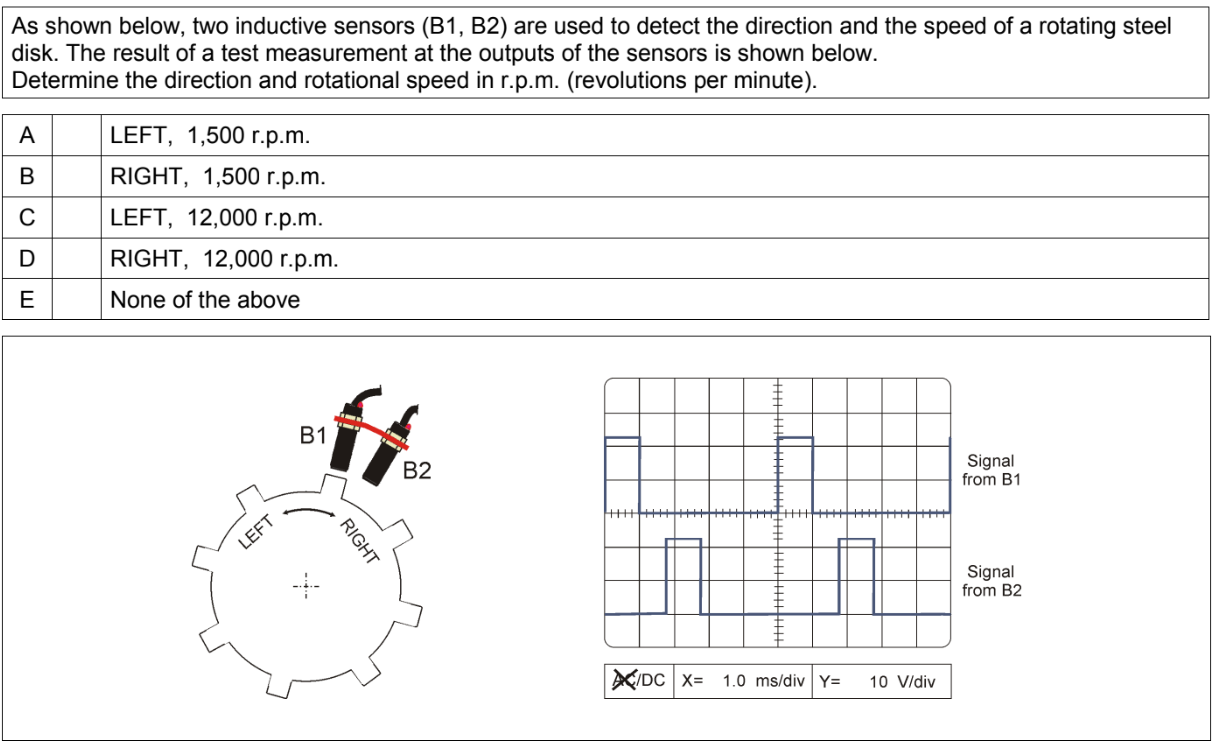 As shown below, two inductive sensors (B1, B2) are used to detect the direction and the speed of a rotating steel
disk. The result of a test measurement at the outputs of the sensors is shown below.
Determine the direction and rotational speed in r.p.m. (revolutions per minute).
A LEFT, 1,500 r.p.m.
B RIGHT, 1,500 r.p.m.
C LEFT, 12,000 r.p.m.
D RIGHT, 12,000 r.p.m.
E None of the above
B1
B2
LEFT
RIGHT
Signal
from B1
Signal
from B2
AC/DC X= 1.0 ms/div Y= 10 V/div